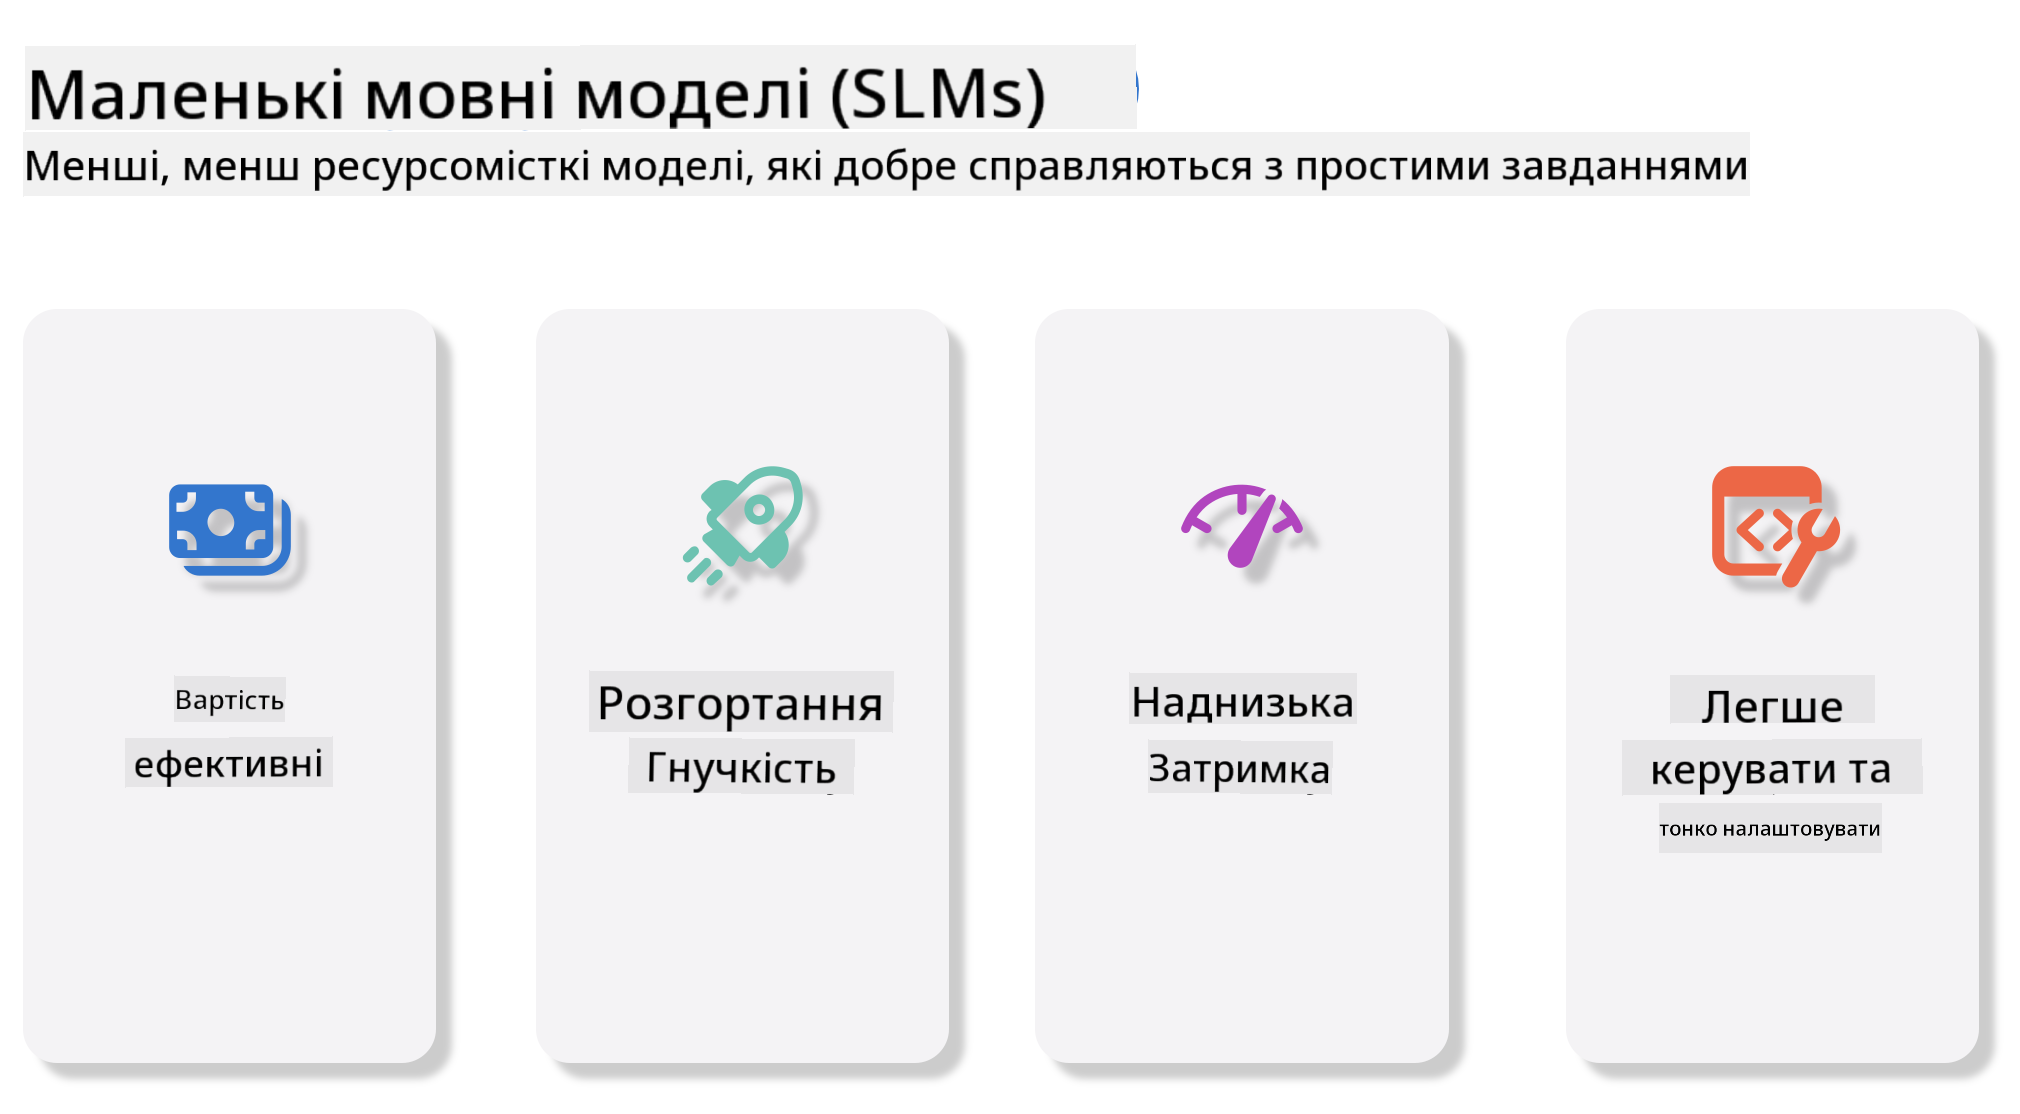 Маленькі мовні моделі (SLMs)
Менші, менш ресурсомісткі моделі, які добре справляються з простими завданнями
Вартість
ефективні
Розгортання
Гнучкість
Наднизька
Затримка
Легше
керувати та
тонко налаштовувати